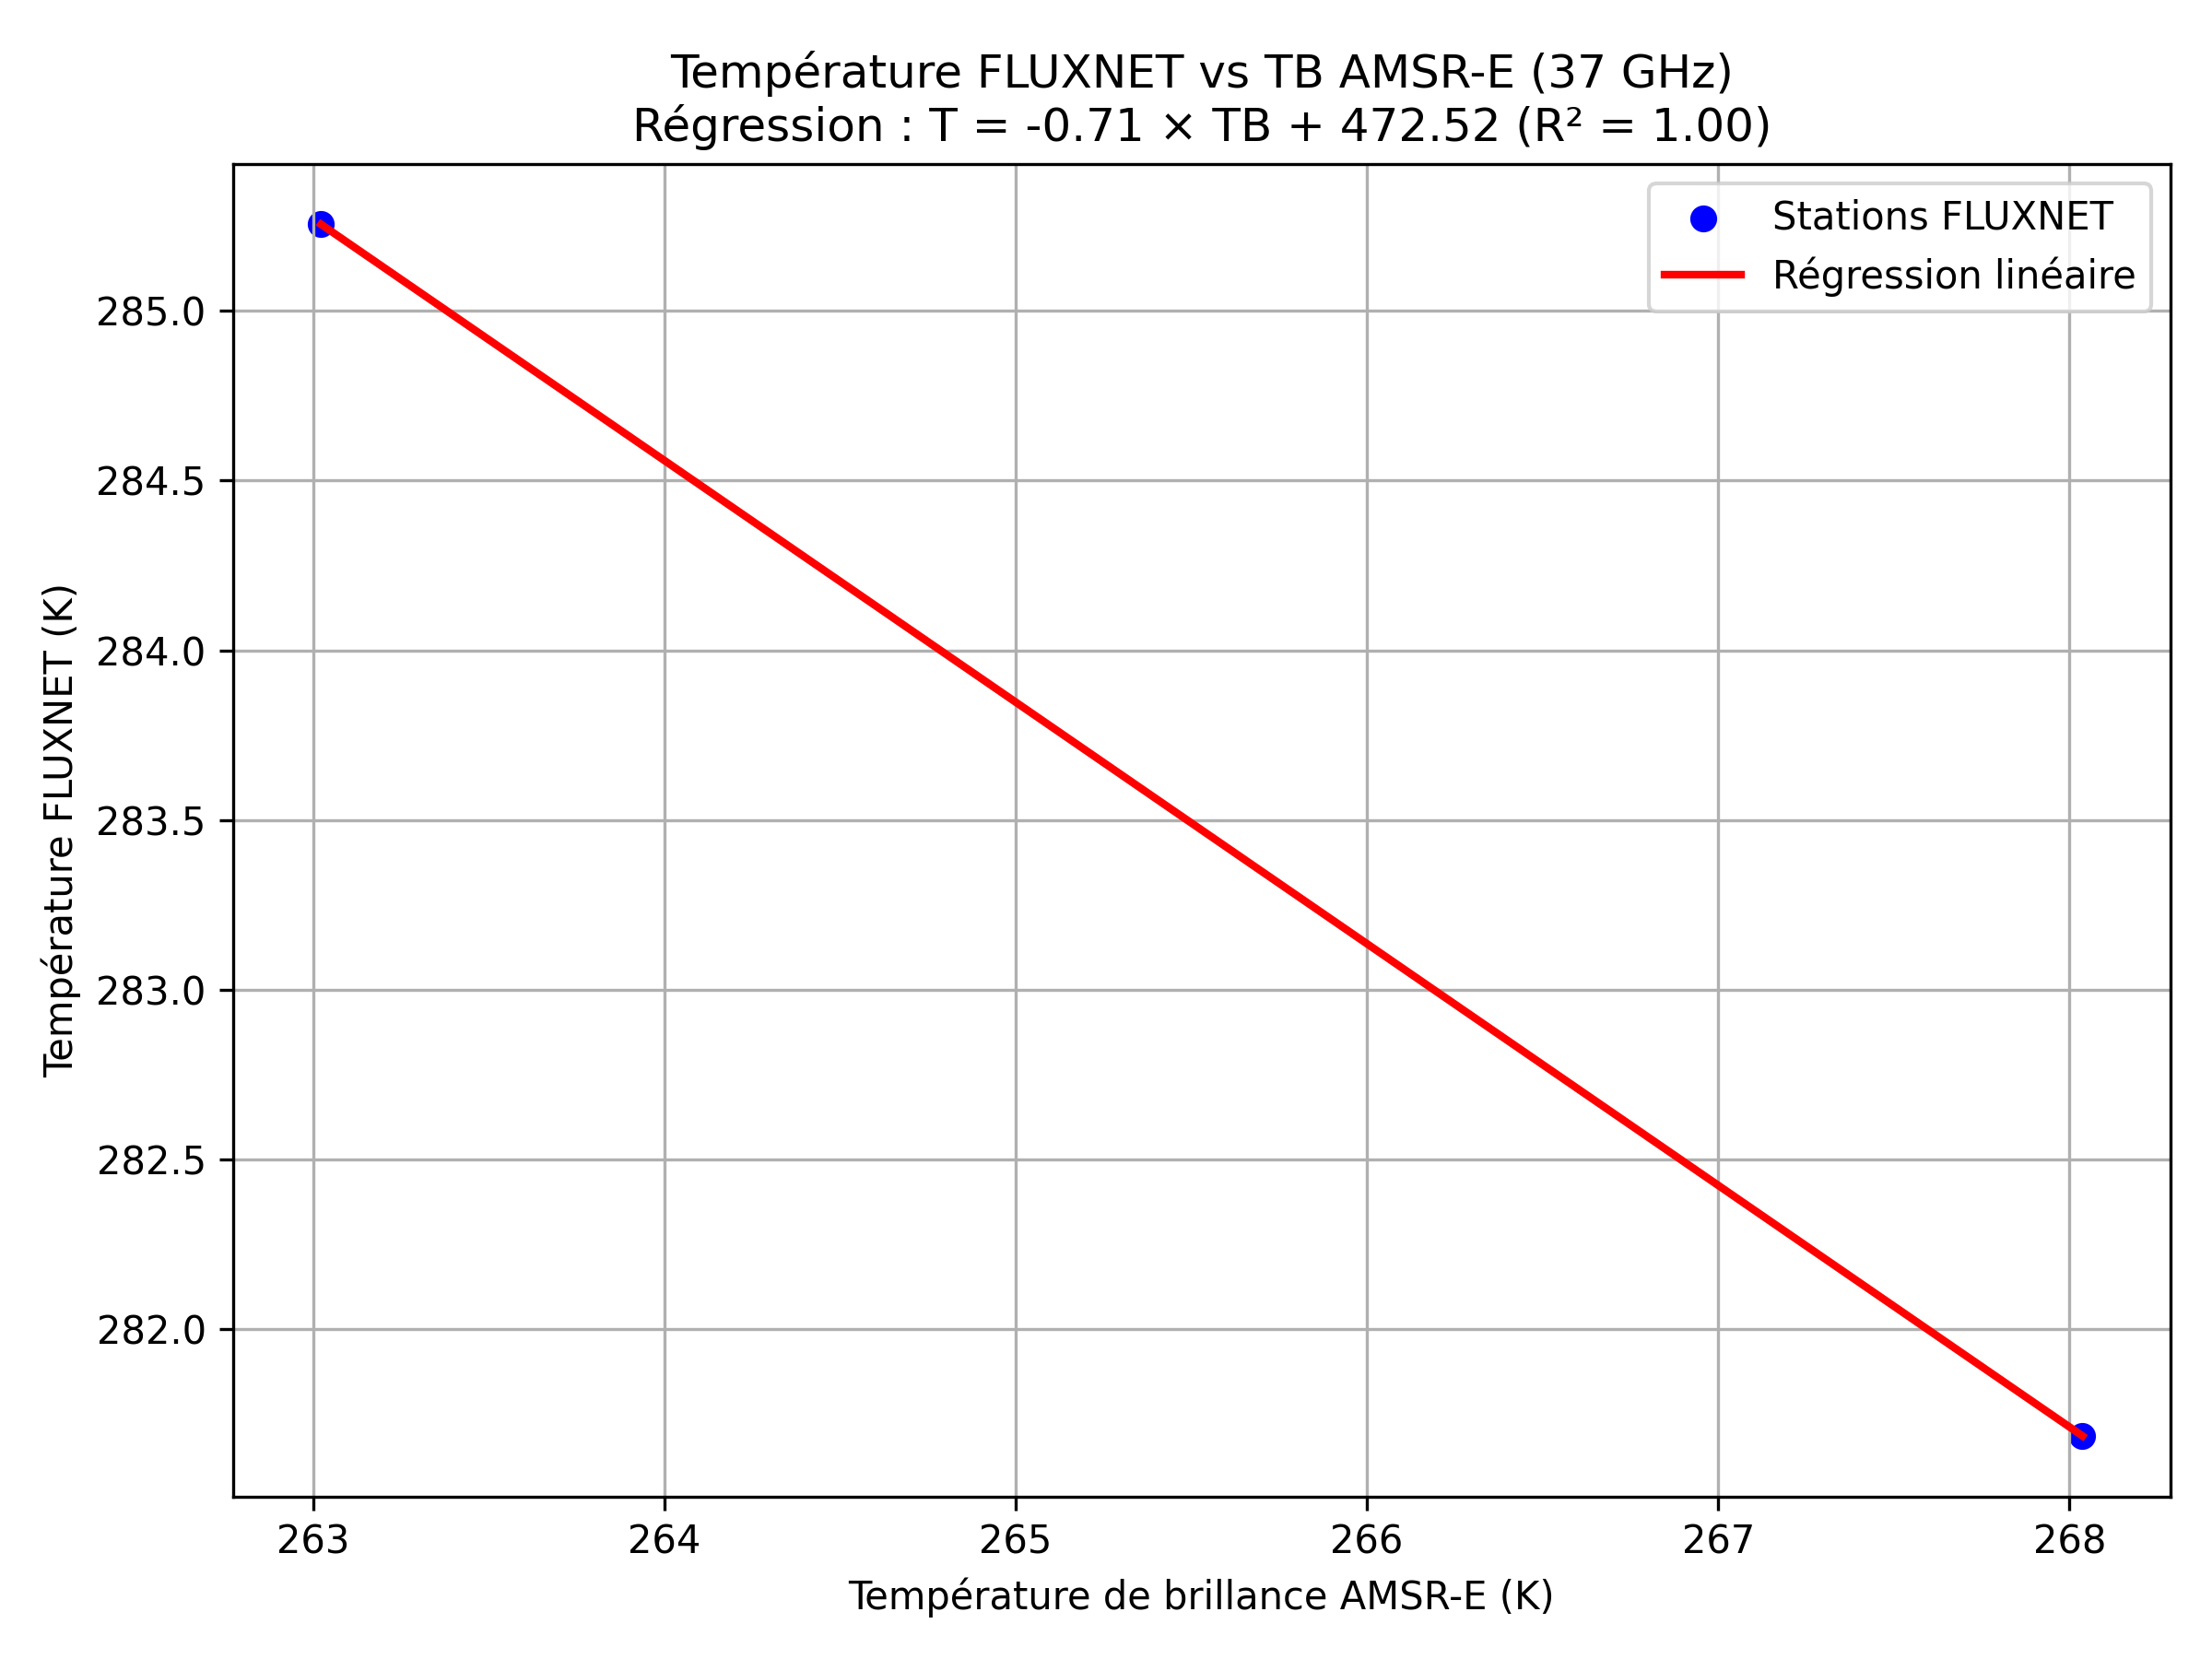 Température FLUXNET vs TB AMSR-E (37 GHz)
Régression : T = -0.71 × TB + 472.52 (R² = 1.00)
Stations FLUXNET
Régression linéaire
Température FLUXNET (K)
285.0
284.5
284.0
283.5
283.0
282.5
282.0
263 264 265 266 267 268
Température de brillance AMSR-E (K)